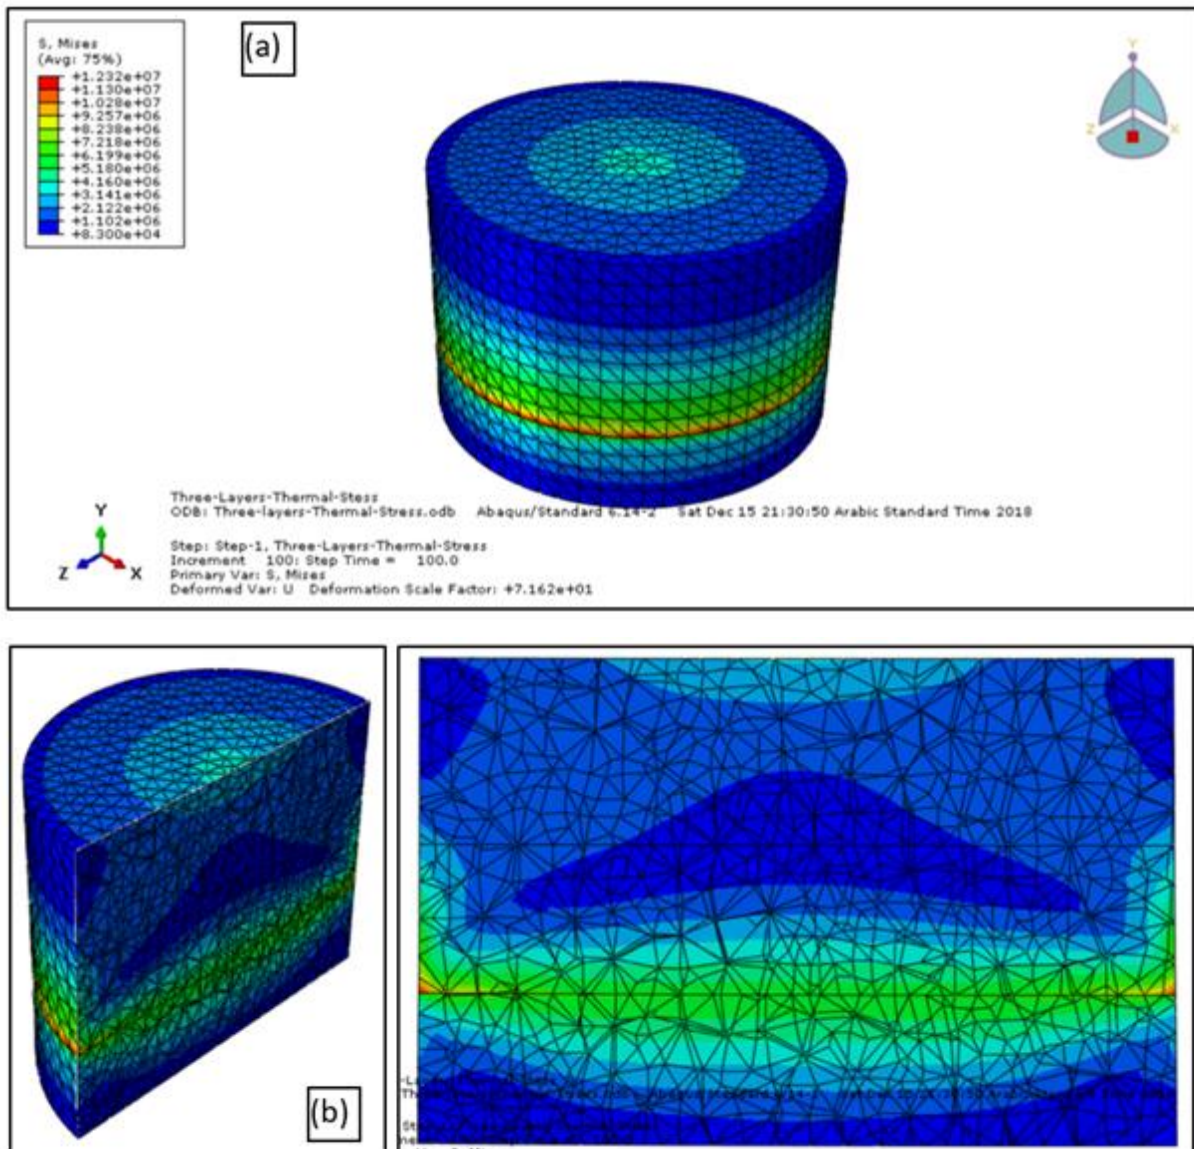 (a)
S, Mises
(Avg: 75%)
+1.232e+07
+1.130e+07
+1.028e+07
+9.257e+06
+8.238e+06
+7.218e+06
+6.199e+06
+5.180e+06
+4.160e+06
+3.141e+06
+2.122e+06
+1.102e+06
+8.300e+04
Y
Z X
Three-Layers-Thermal-Stess
ODB: Three-layers-Thermal-Stress.odb Abaqus/Standard 6.14-2 Sat Dec 15 21:30:50 Arabic Standard Time 2018
Y
Z X
Step: Step-1, Three-Layers-Thermal-Stress
Increment 100: Step Time = 100.0
Primary Var: S, Mises
Deformed Var: U Deformation Scale Factor: +7.162e+01
(b)